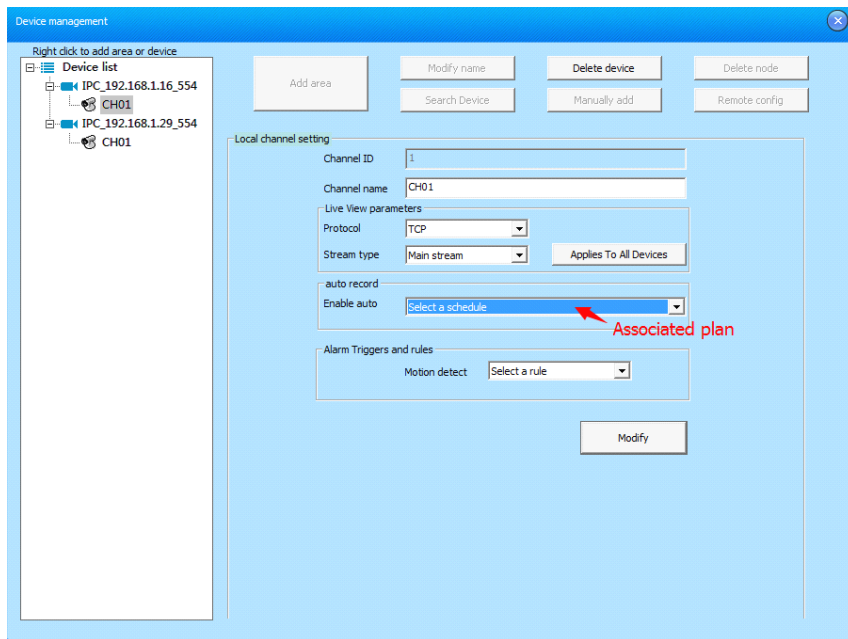 Device management
Right click to add area or device
Device list
IPC_192.168.1.16_554
CH01
IPC_192.168.1.29_554
CH01
Add area
Modify name
Delete device
Delete node
Search Device
Manually add
Remote config
Local channel setting
Channel ID
1
Channel name
CH01
Live View parameters
Protocol
TCP
Stream type
Main stream
Applies To All Devices
auto record
Enable auto
Select a schedule
Associated plan
Alarm Triggers and rules
Motion detect
Select a rule
Modify